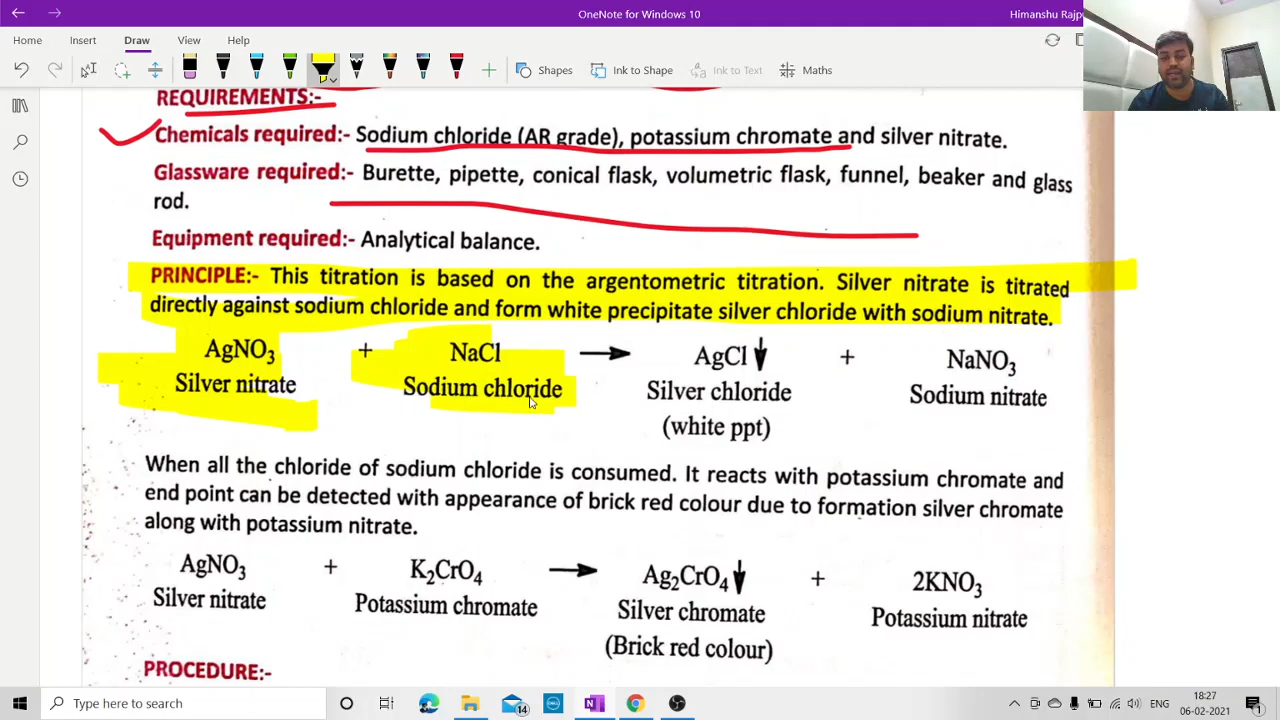 OneNote for Windows 10
Himanshu Rajp
Home Insert Draw View Help
Shapes Ink to Shape Ink to Text Maths
REQUIREMENTS:-
Chemicals required:- Sodium chloride (AR grade), potassium chromate and silver nitrate.
Glassware required:- Burette, pipette, conical flask, volumetric flask, funnel, beaker and glass
rod.
Equipment required:- Analytical balance.
PRINCIPLE:- This titration is based on the argentometric titration. Silver nitrate is titrated
directly against sodium chloride and form white precipitate silver chloride with sodium nitrate.
AgNO3 + NaCl → AgCl↓ + NaNO3
Silver nitrate Sodium chloride Silver chloride Sodium nitrate
(white ppt)
When all the chloride of sodium chloride is consumed. It reacts with potassium chromate and
end point can be detected with appearance of brick red colour due to formation silver chromate
along with potassium nitrate.
AgNO3 + K2CrO4 → Ag2CrO4↓ + 2KNO3
Silver nitrate Potassium chromate Silver chromate Potassium nitrate
(Brick red colour)
PROCEDURE:-
Type here to search
14
ENG
18:27
06-02-2021
1